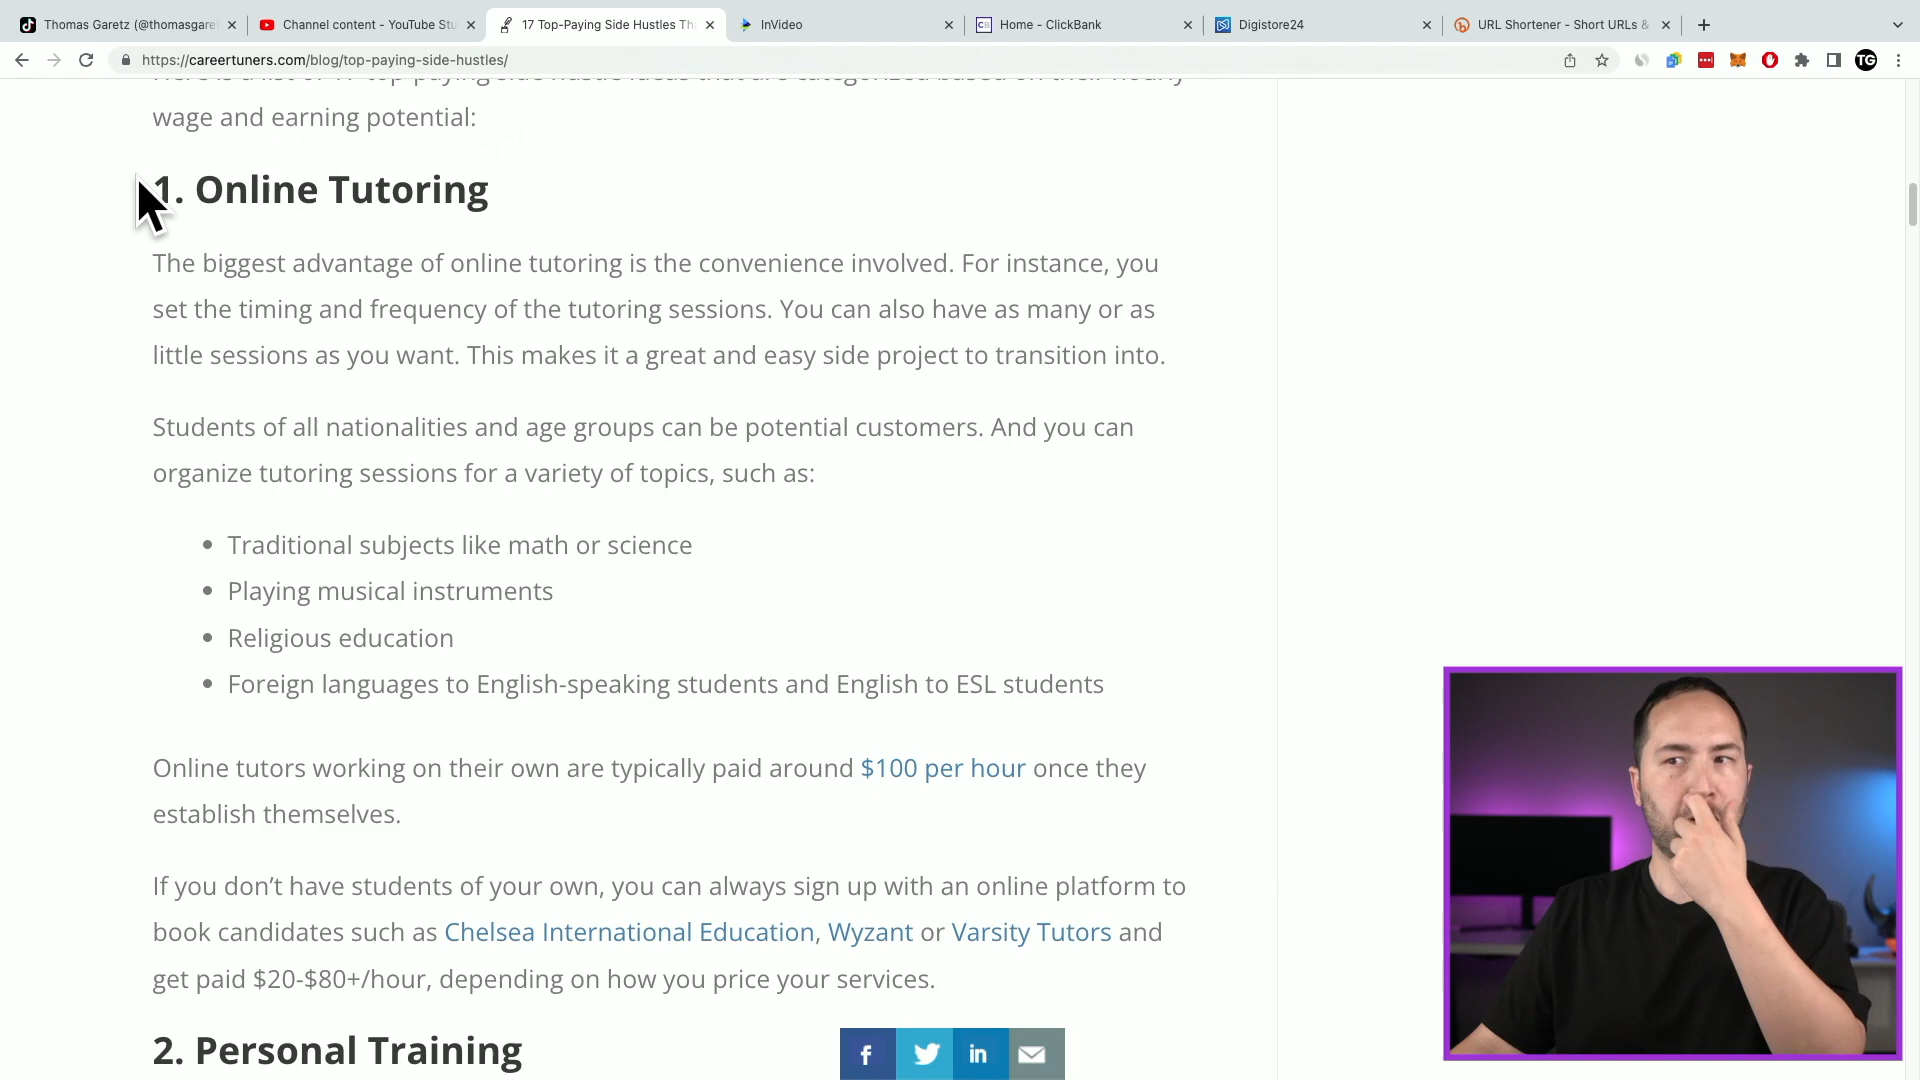 Thomas Garetz (@thomasgaret
Channel content - YouTube Stu
17 Top-Paying Side Hustles Th
InVideo
CB
Home - ClickBank
Digistore24
URL Shortener - Short URLs &
https://careertuners.com/blog/top-paying-side-hustles/
TG
wage and earning potential:
1. Online Tutoring
The biggest advantage of online tutoring is the convenience involved. For instance, you
set the timing and frequency of the tutoring sessions. You can also have as many or as
little sessions as you want. This makes it a great and easy side project to transition into.
Students of all nationalities and age groups can be potential customers. And you can
organize tutoring sessions for a variety of topics, such as:
Traditional subjects like math or science
Playing musical instruments
Religious education
Foreign languages to English-speaking students and English to ESL students
Online tutors working on their own are typically paid around $100 per hour once they
establish themselves.
If you don’t have students of your own, you can always sign up with an online platform to
book candidates such as Chelsea International Education, Wyzant or Varsity Tutors and
get paid $20-$80+/hour, depending on how you price your services.
2. Personal Training